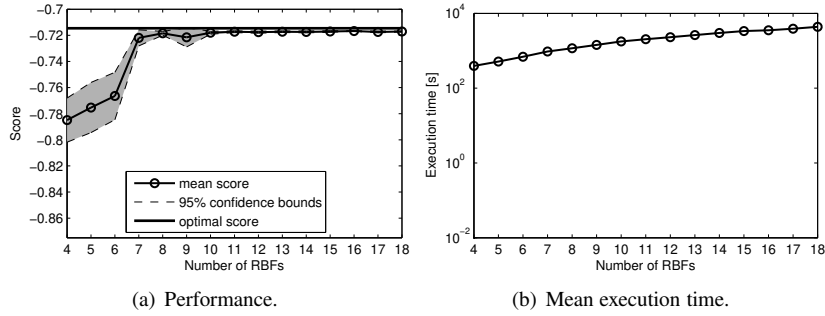 −0.7
−0.72
−0.74
−0.76
−0.78
−0.8
−0.82
−0.84
−0.86
Score
mean score
95% confidence bounds
optimal score
4 5 6 7 8 9 10 11 12 13 14 15 16 17 18
Number of RBFs
(a) Performance.
10^4
10^2
10^0
10^−2
Execution time [s]
4 5 6 7 8 9 10 11 12 13 14 15 16 17 18
Number of RBFs
(b) Mean execution time.